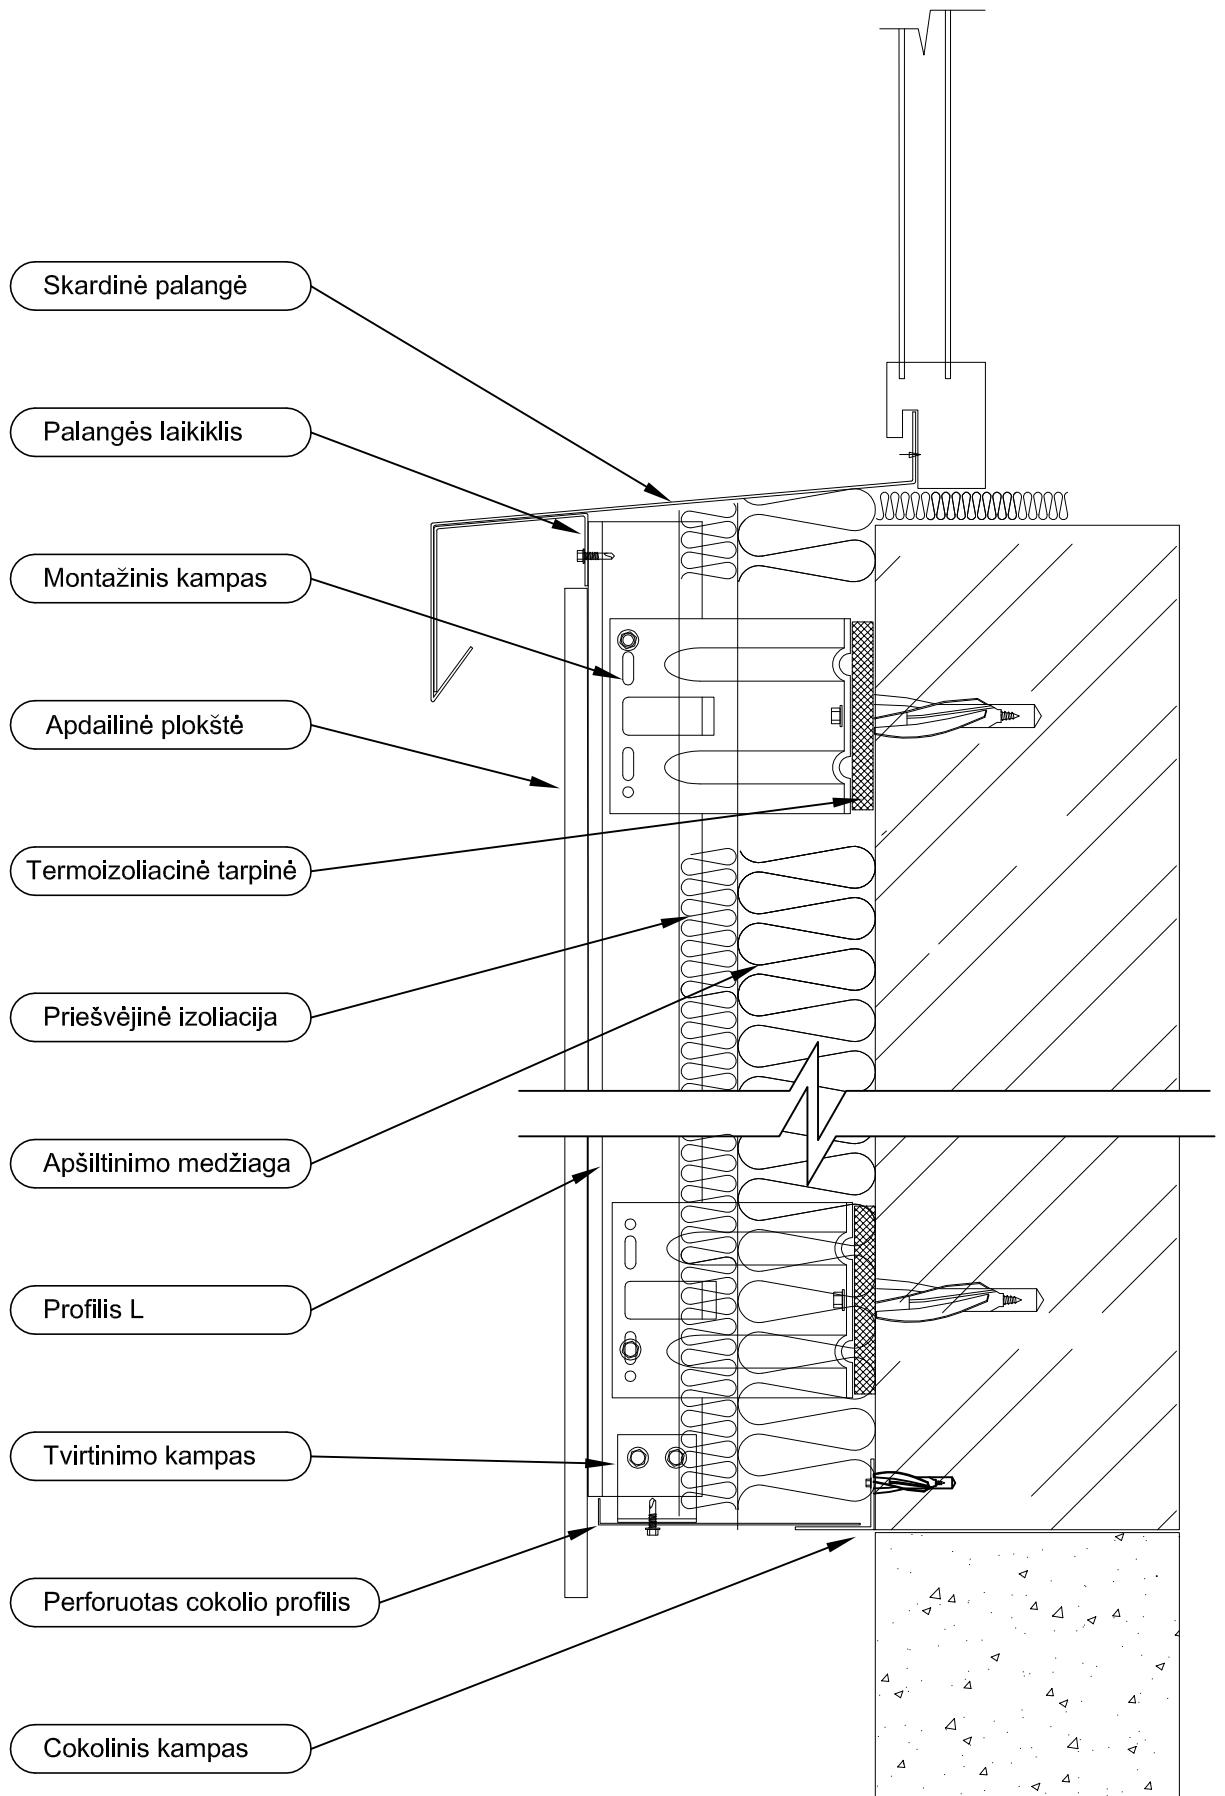 Skardinė palangė
Palangės laikiklis
Montažinis kampas
Apdailinė plokštė
Termoizoliacinė tarpinė
Priešvėjinė izoliacija
Apšiltinimo medžiaga
Profilis L
Tvirtinimo kampas
Perforuotas cokolio profilis
Cokolinis kampas